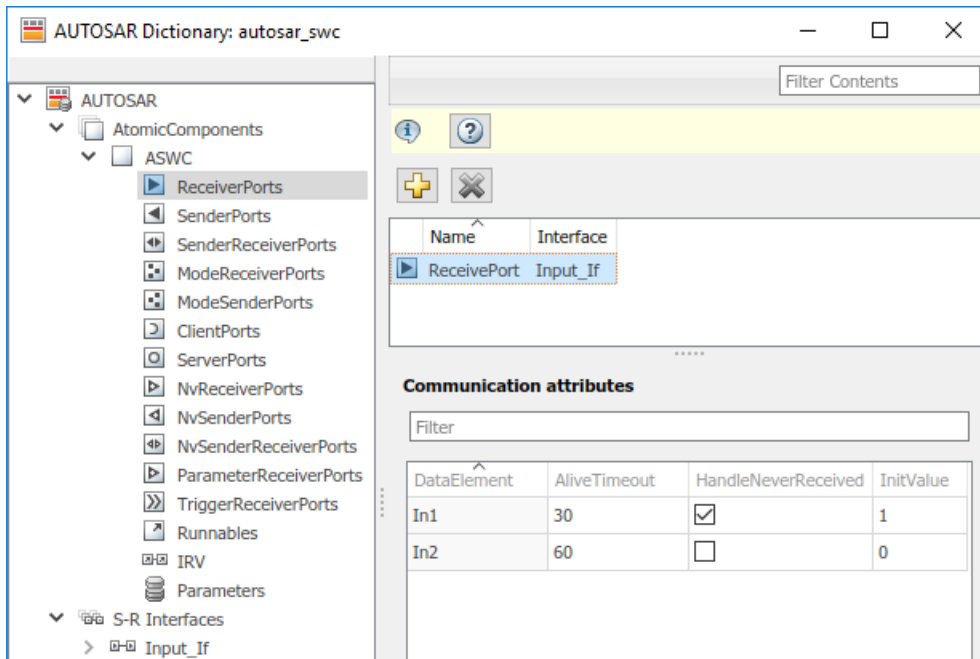 AUTOSAR Dictionary: autosar_swc
AUTOSAR
AtomicComponents
ASWC
ReceiverPorts
SenderPorts
SenderReceiverPorts
ModeReceiverPorts
ModeSenderPorts
ClientPorts
ServerPorts
NvReceiverPorts
NvSenderPorts
NvSenderReceiverPorts
ParameterReceiverPorts
TriggerReceiverPorts
Runnables
IRV
Parameters
S-R Interfaces
Input_If
Filter Contents
Name Interface
ReceivePort Input_If
Communication attributes
Filter
DataElement AliveTimeout HandleNeverReceived InitValue
In1 30 1
In2 60 0